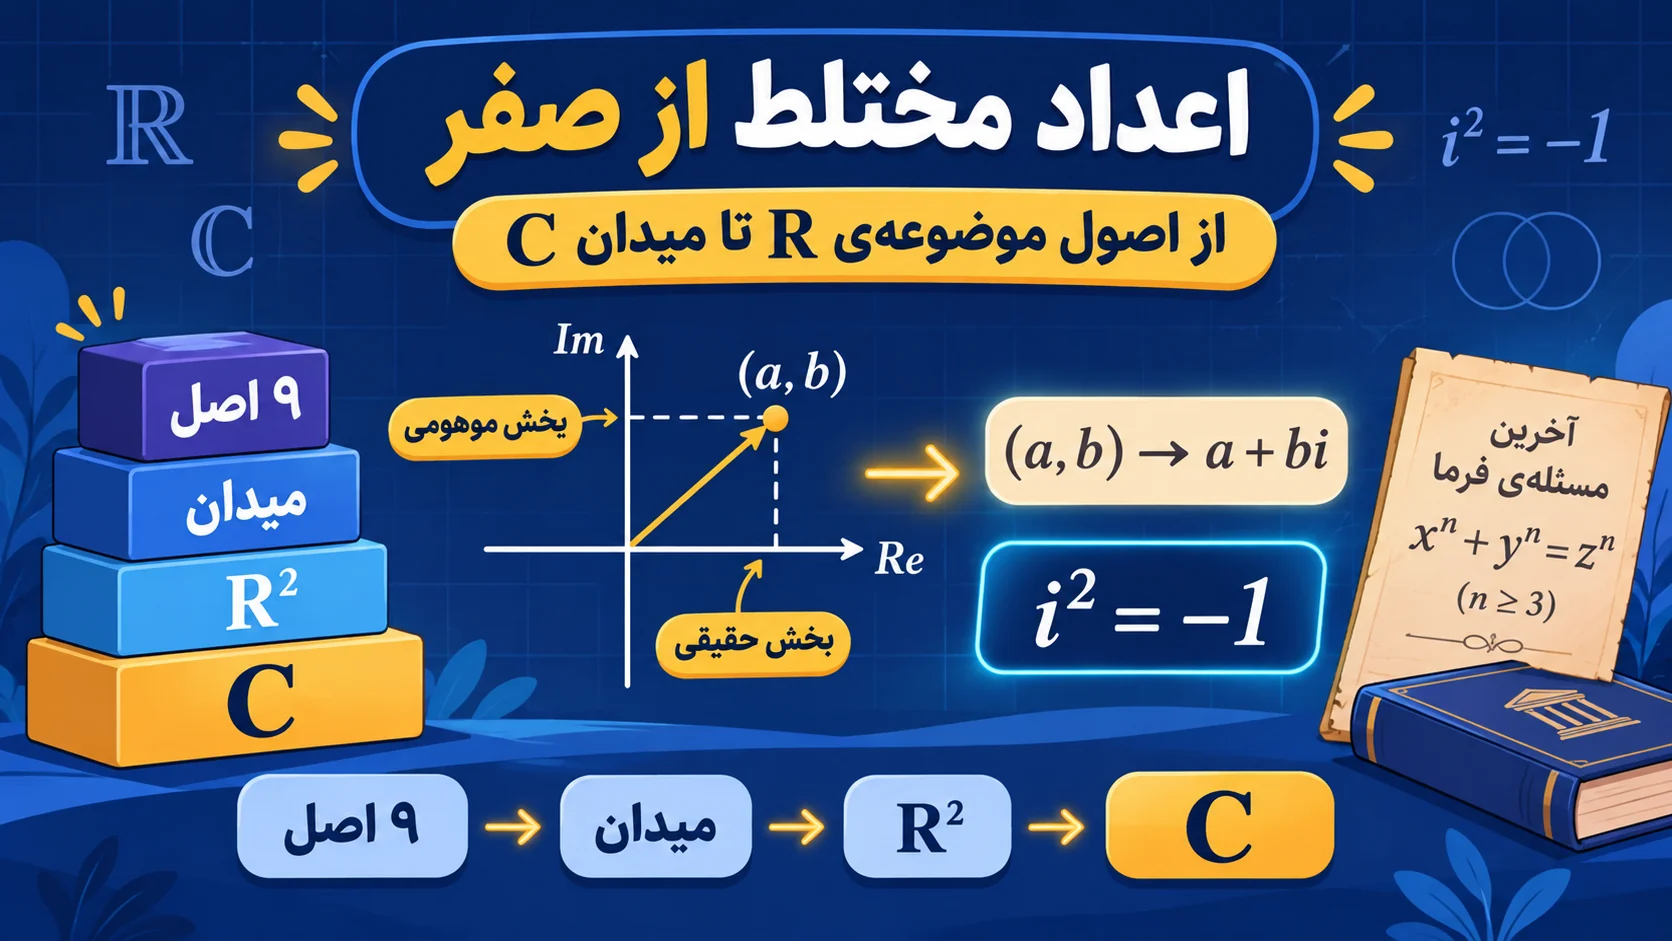 اعداد مختلط از صفر
از اصول موضوعه‌ی R تا میدان C
ℝ
ℂ
i² = −1
۹ اصل
میدان
R²
C
Im
(a, b)
بخش موهومی
Re
بخش حقیقی
(a, b) → a + bi
i² = −1
آخرین
مسئله‌ی فرما
xⁿ + yⁿ = zⁿ
(n ≥ 3)
۹ اصل → میدان → R² → C